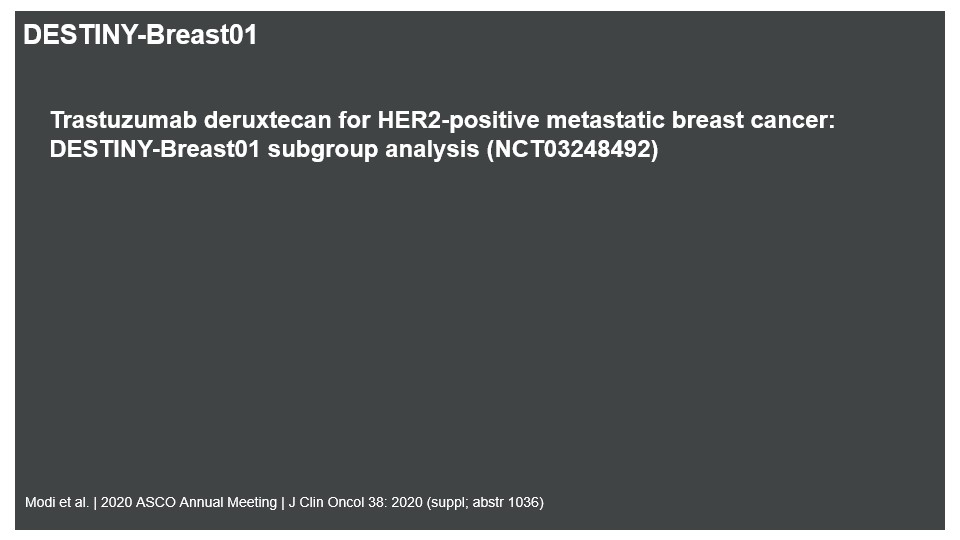 DESTINY-Breast01
Trastuzumab deruxtecan for HER2-positive metastatic breast cancer:
DESTINY-Breast01 subgroup analysis (NCT03248492)
Modi et al. | 2020 ASCO Annual Meeting | J Clin Oncol 38: 2020 (suppl; abstr 1036)